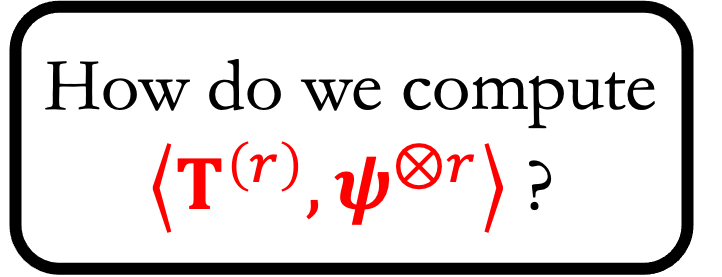 How do we compute
⟨𝐓⁽ʳ⁾, 𝝍^{⊗r}⟩ ?